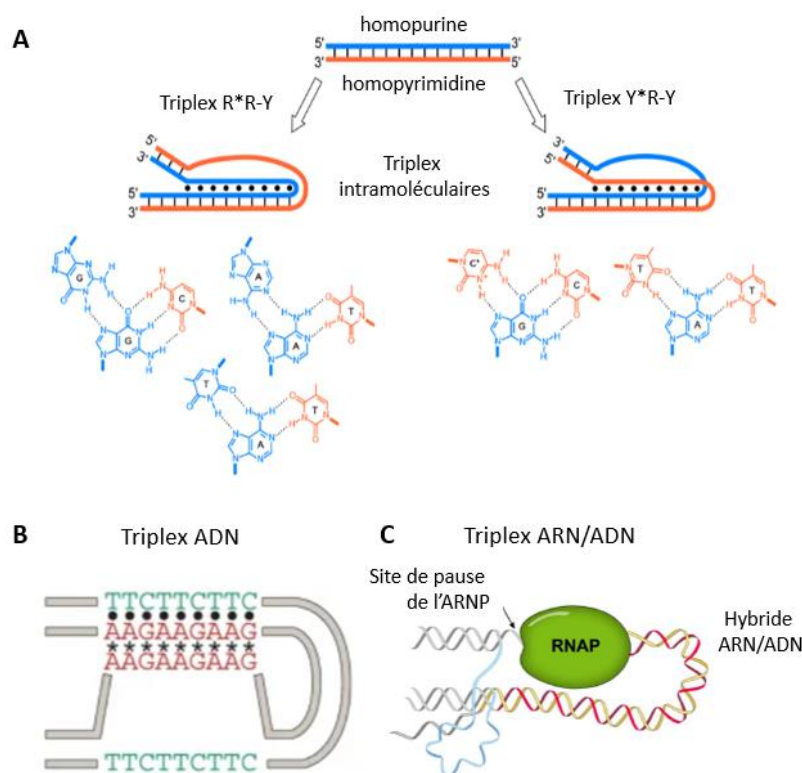 A
homopurine
5'
3'
3'
5'
homopyrimidine
Triplex R*R-Y
Triplex Y*R-Y
Triplex
intramoléculaires
5'
3'
5'
3'
5'
3'
5'
3'
G
C
G
A
T
A
T
T
A
C+
C
G
T
T
A
B
Triplex ADN
TTCTTCTTC
AAGAAGAAG
*********
AAGAAGAAG
TTCTTCTTC
C
Triplex ARN/ADN
Site de pause
de l'ARNP
RNAP
Hybride
ARN/ADN